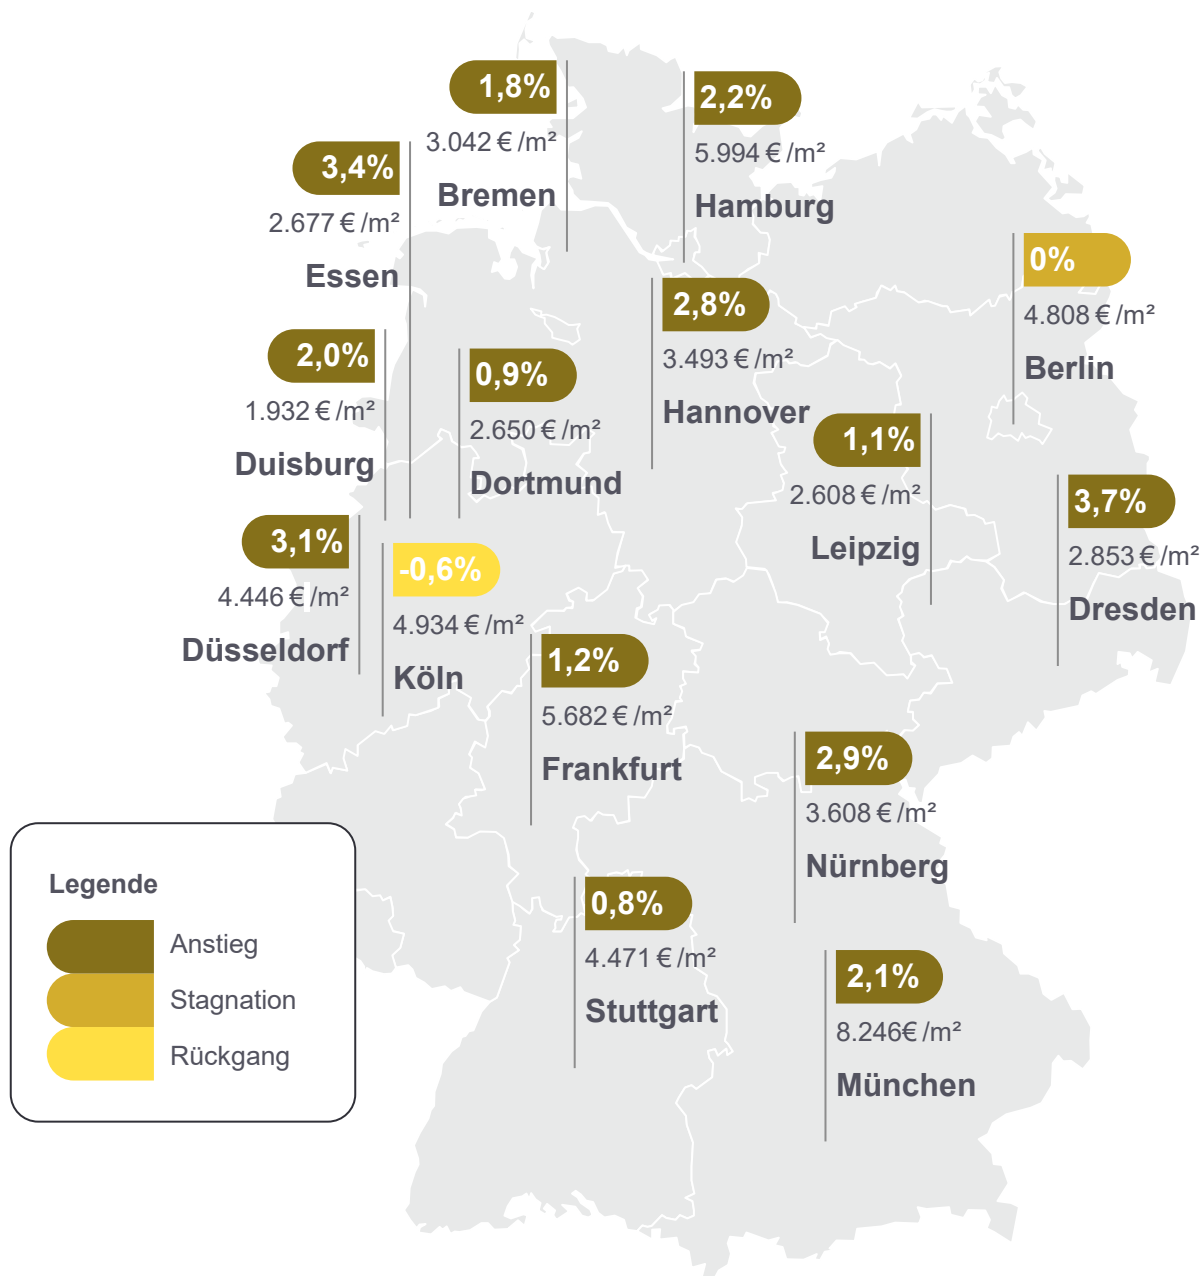 1,8%
3.042 € /m²
Bremen
2,2%
5.994 € /m²
Hamburg
3,4%
2.677 € /m²
Essen
0%
4.808 € /m²
Berlin
2,8%
3.493 € /m²
Hannover
2,0%
1.932 € /m²
Duisburg
0,9%
2.650 € /m²
Dortmund
1,1%
2.608 € /m²
Leipzig
3,7%
2.853 € /m²
Dresden
3,1%
4.446 € /m²
Düsseldorf
-0,6%
4.934 € /m²
Köln
1,2%
5.682 € /m²
Frankfurt
2,9%
3.608 € /m²
Nürnberg
0,8%
4.471 € /m²
Stuttgart
2,1%
8.246€ /m²
München
Legende
Anstieg
Stagnation
Rückgang